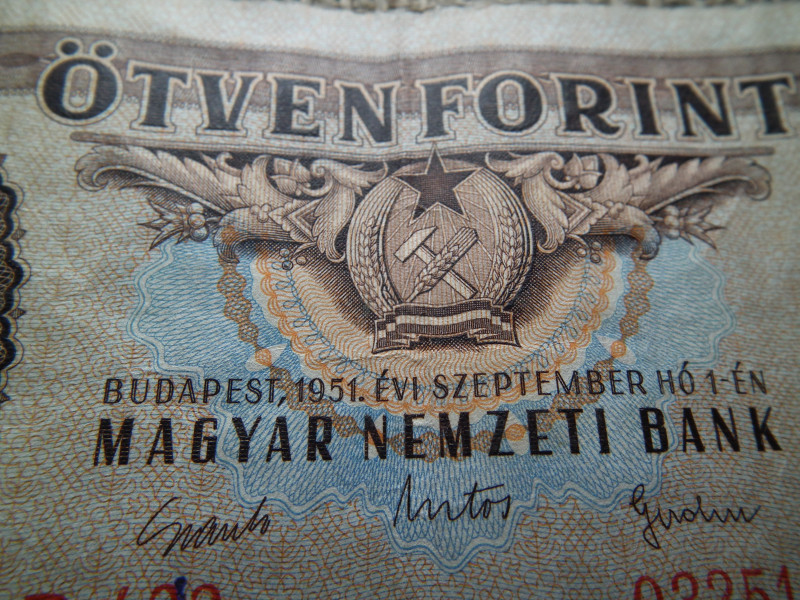 ÖTVEN FORINT
BUDAPEST, 1951. ÉVI SZEPTEMBER HÓ 1-ÉN
MAGYAR NEMZETI BANK